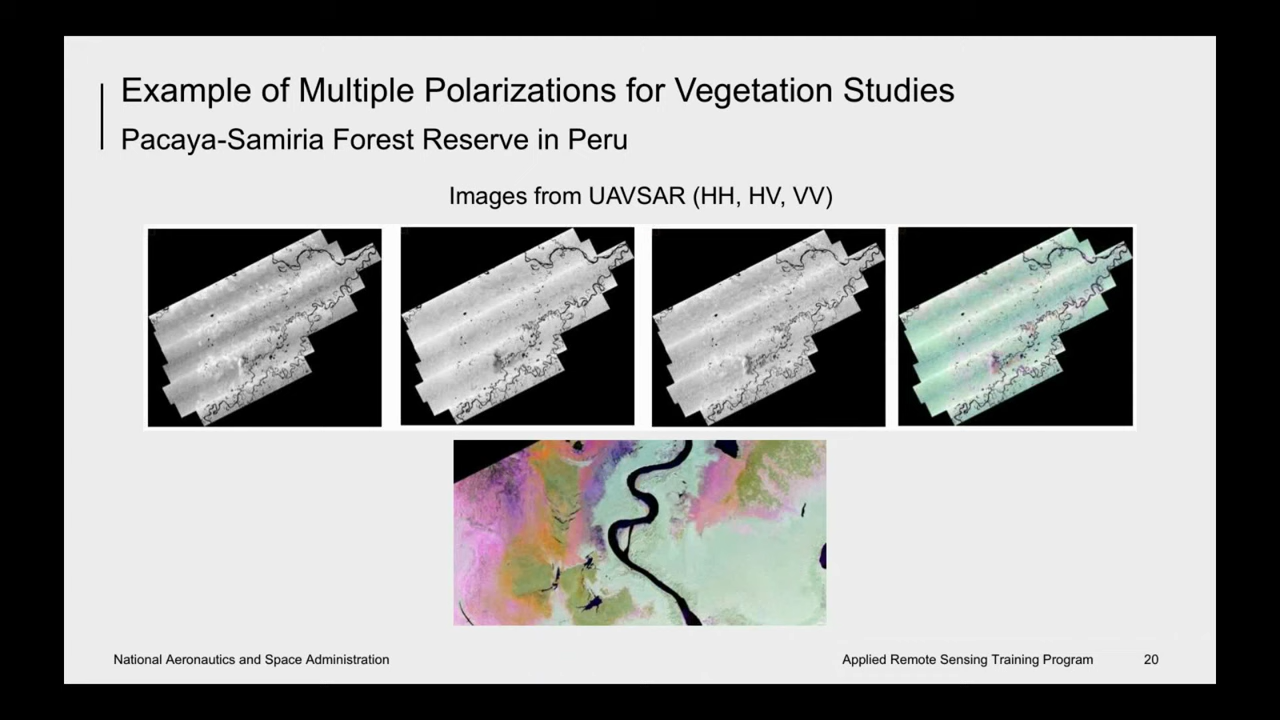 Example of Multiple Polarizations for Vegetation Studies
Pacaya-Samiria Forest Reserve in Peru
Images from UAVSAR (HH, HV, VV)
National Aeronautics and Space Administration
Applied Remote Sensing Training Program
20